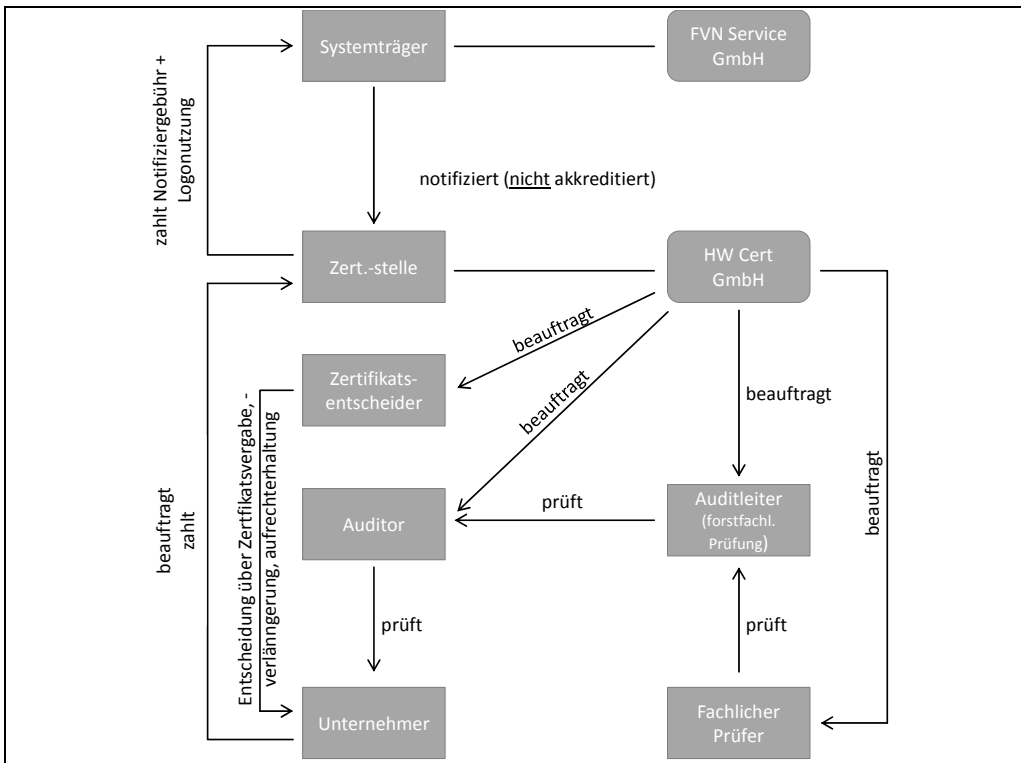 Systemträger
FVN Service
GmbH
zahlt Notifiziergebühr +
Logonutzung
notifiziert (nicht akkreditiert)
Zert.-stelle
HW Cert
GmbH
beauftragt
Zertifikats-
entscheider
beauftragt
beauftragt
beauftragt
Entscheidung über Zertfikatsvergabe, -
verlänngerung, aufrechterhaltung
beauftragt
zahlt
Auditor
prüft
Auditleiter
(forstfachl.
Prüfung)
prüft
prüft
Unternehmer
Fachlicher
Prüfer